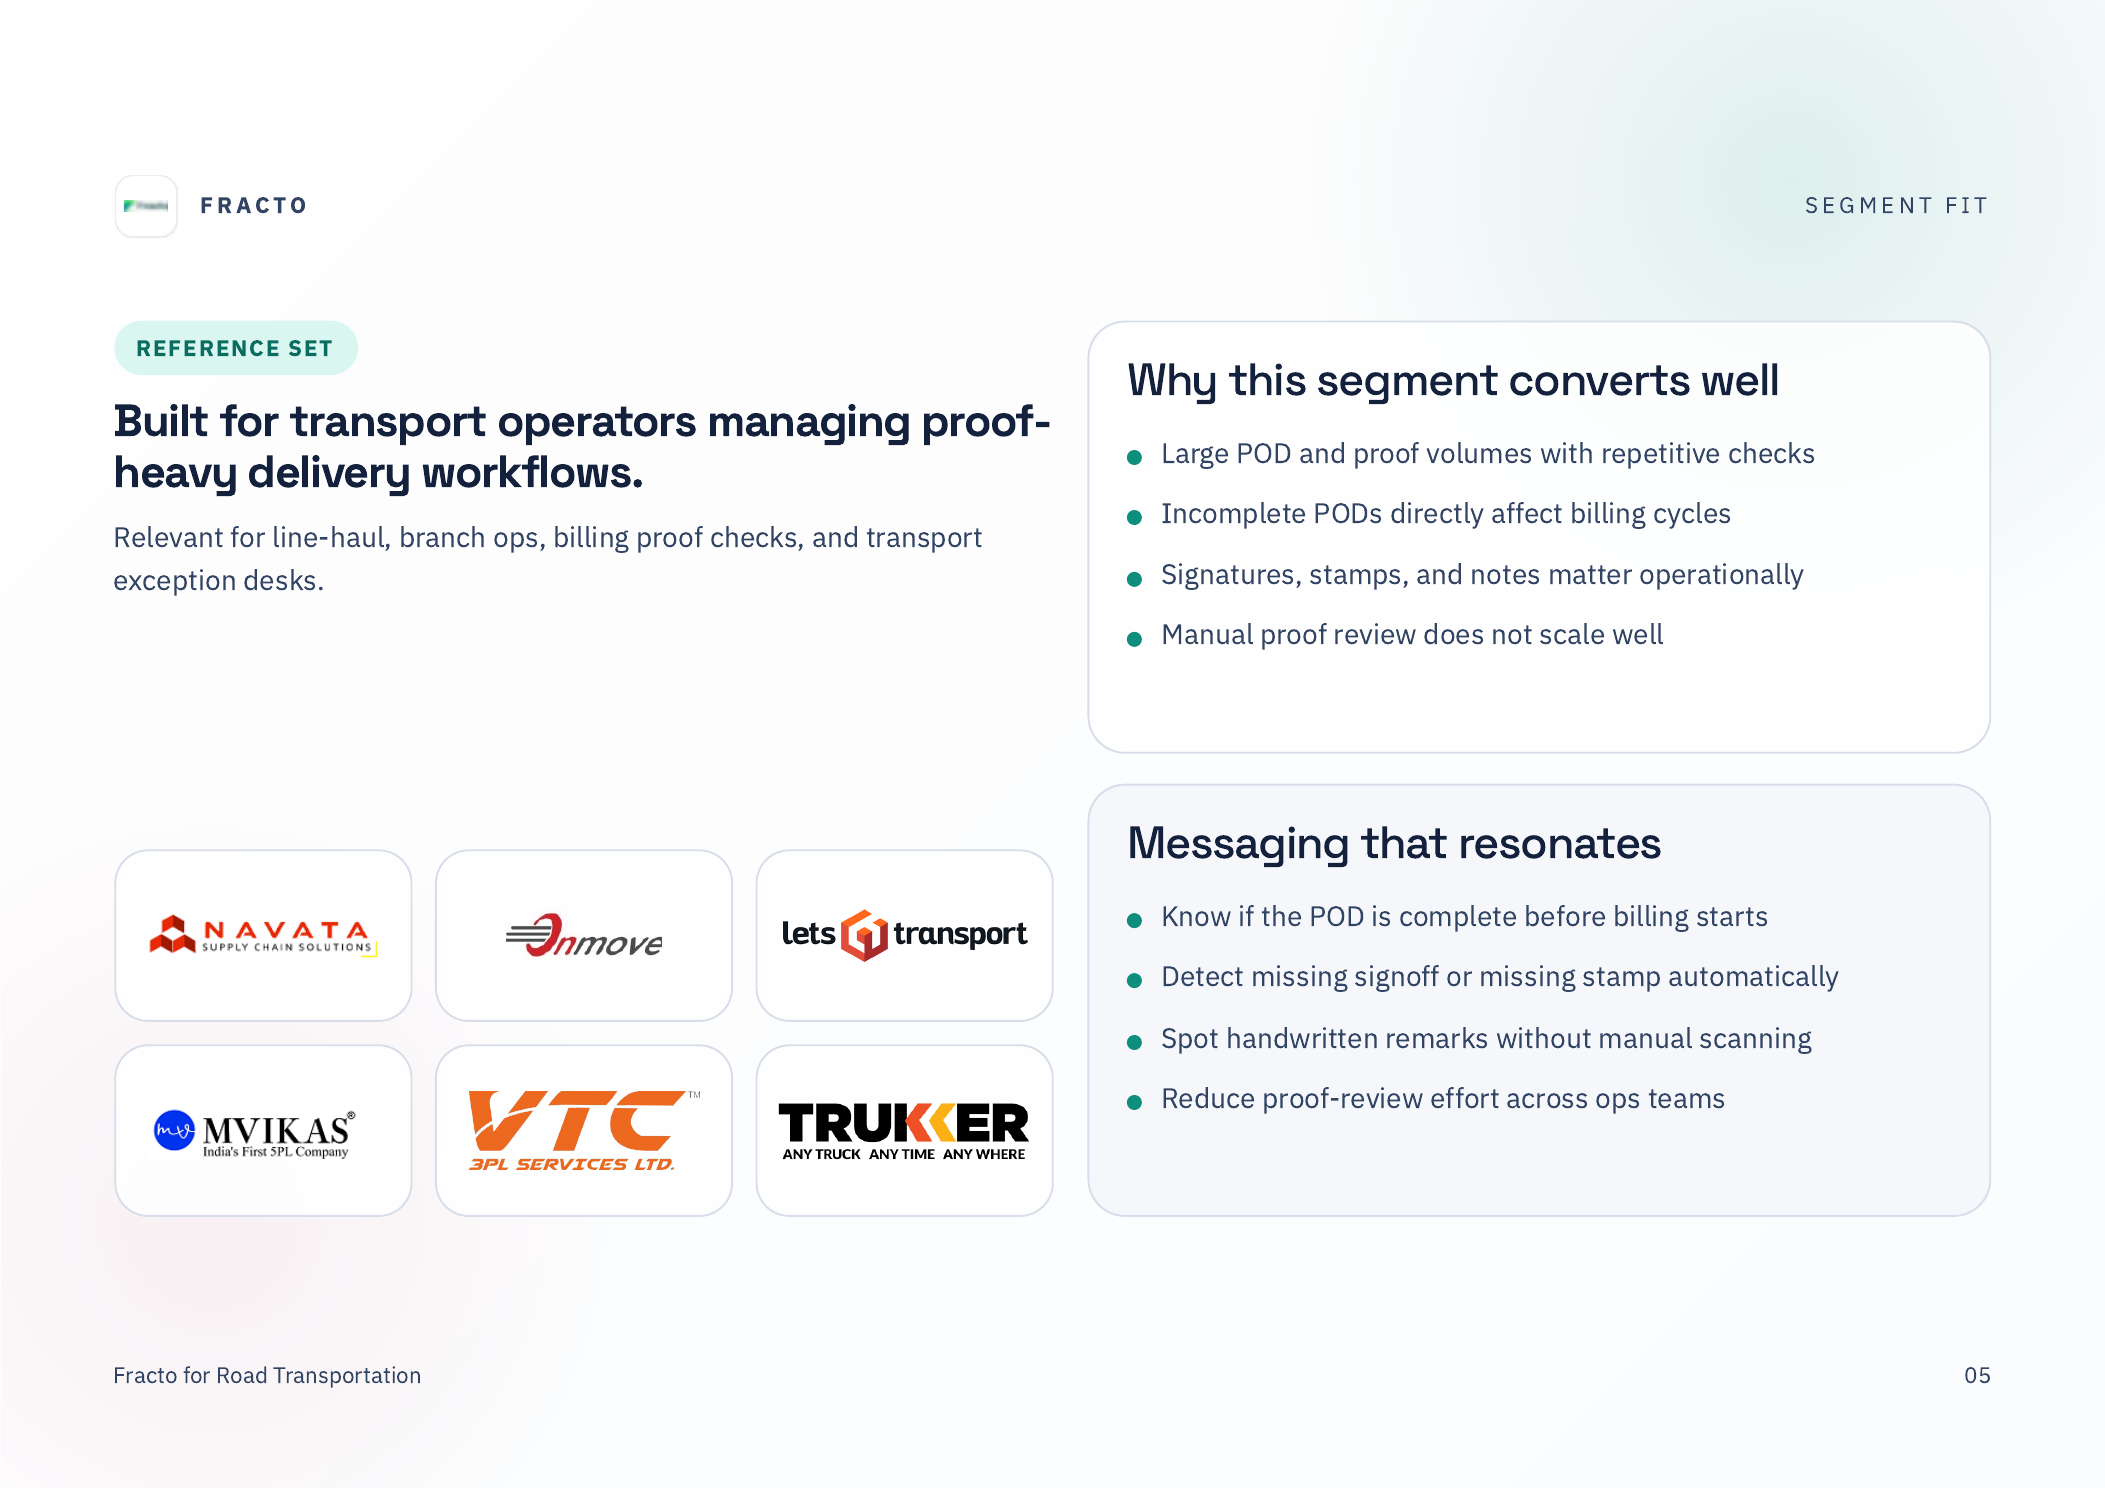 FRACTO
SEGMENT FIT
REFERENCE SET
Built for transport operators managing proof-
heavy delivery workflows.
Relevant for line-haul, branch ops, billing proof checks, and transport
exception desks.
NAVATA
SUPPLY CHAIN SOLUTIONS
Onmove
lets transport
mv MVIKAS®
India's First 5PL Company
VTC™
3PL SERVICES LTD.
TRUKKER
ANY TRUCK ANY TIME ANY WHERE
Why this segment converts well
Large POD and proof volumes with repetitive checks
Incomplete PODs directly affect billing cycles
Signatures, stamps, and notes matter operationally
Manual proof review does not scale well
Messaging that resonates
Know if the POD is complete before billing starts
Detect missing signoff or missing stamp automatically
Spot handwritten remarks without manual scanning
Reduce proof-review effort across ops teams
Fracto for Road Transportation
05